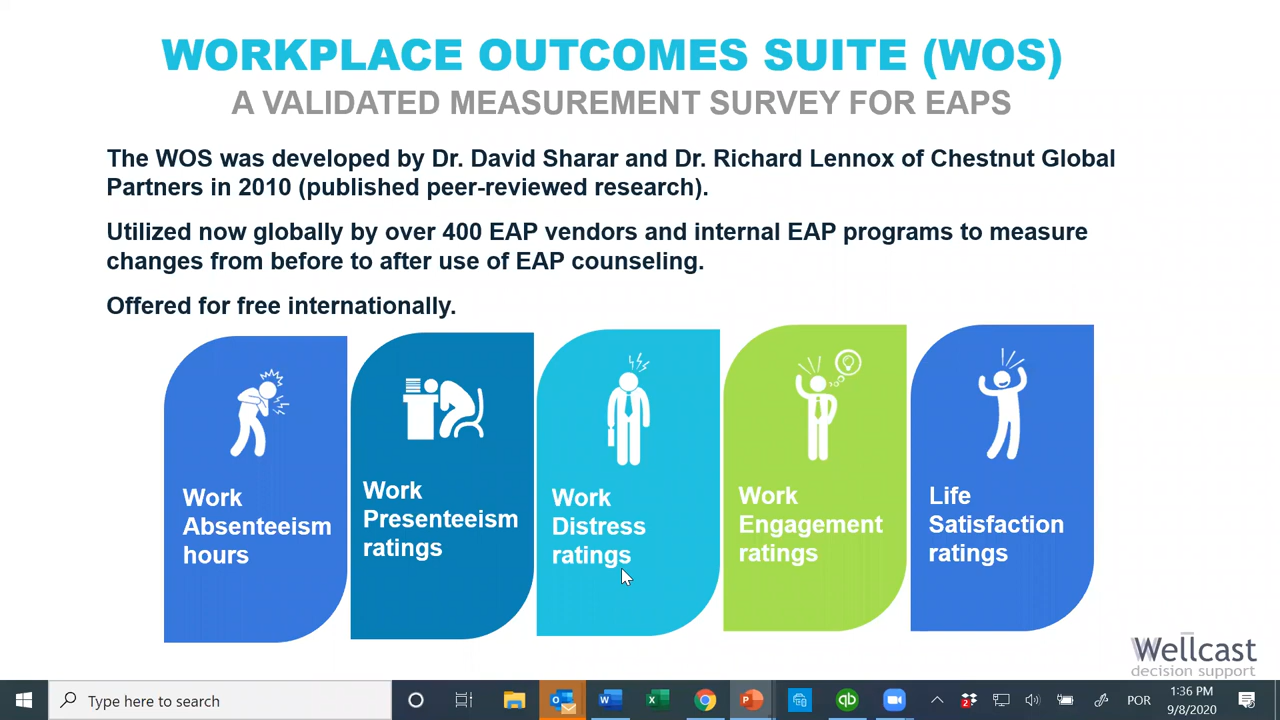 WORKPLACE OUTCOMES SUITE (WOS)
A VALIDATED MEASUREMENT SURVEY FOR EAPS
The WOS was developed by Dr. David Sharar and Dr. Richard Lennox of Chestnut Global
Partners in 2010 (published peer-reviewed research).
Utilized now globally by over 400 EAP vendors and internal EAP programs to measure
changes from before to after use of EAP counseling.
Offered for free internationally.
Work
Absenteeism
hours
Work
Presenteeism
ratings
Work
Distress
ratings
Work
Engagement
ratings
Life
Satisfaction
ratings
Wellcast
decision support
Type here to search
POR
1:36 PM
9/8/2020